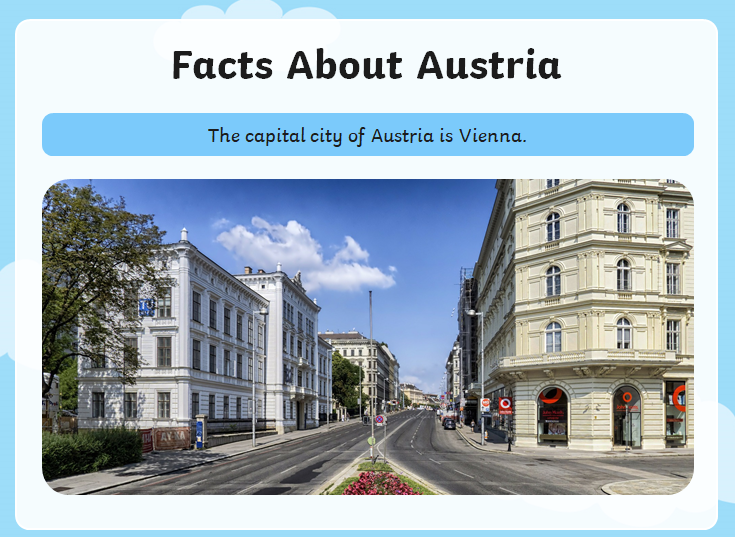 Facts About Austria
The capital city of Austria is Vienna.